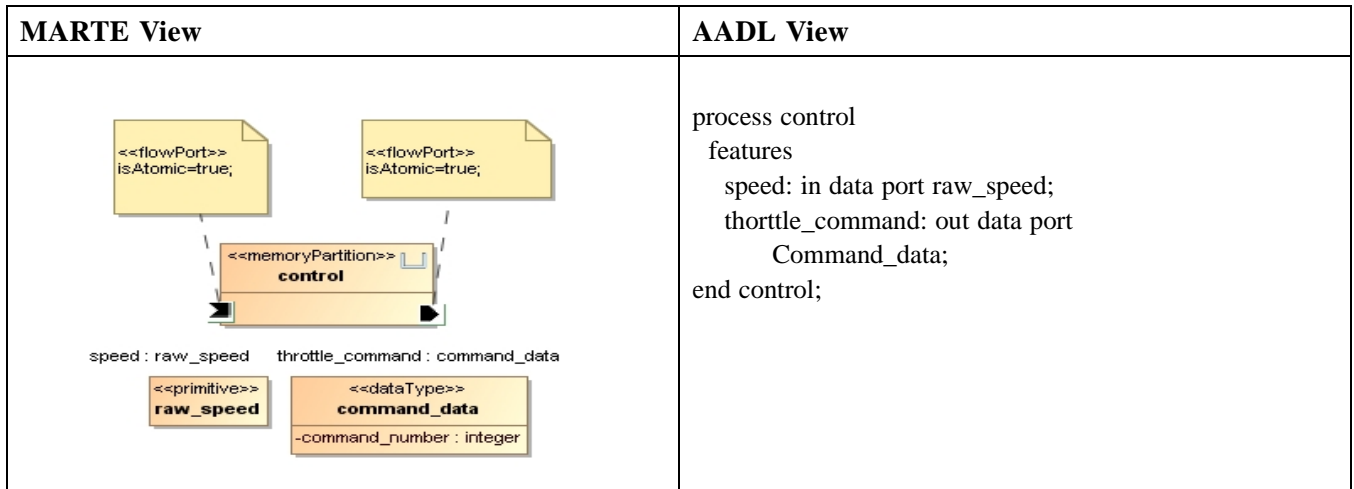 MARTE View
AADL View
<<flowPort>>
isAtomic=true;
<<flowPort>>
isAtomic=true;
<<memoryPartition>>
control
speed : raw_speed
throttle_command : command_data
<<primitive>>
raw_speed
<<dataType>>
command_data
-command_number : integer
process control
features
speed: in data port raw_speed;
thorttle_command: out data port
Command_data;
end control;